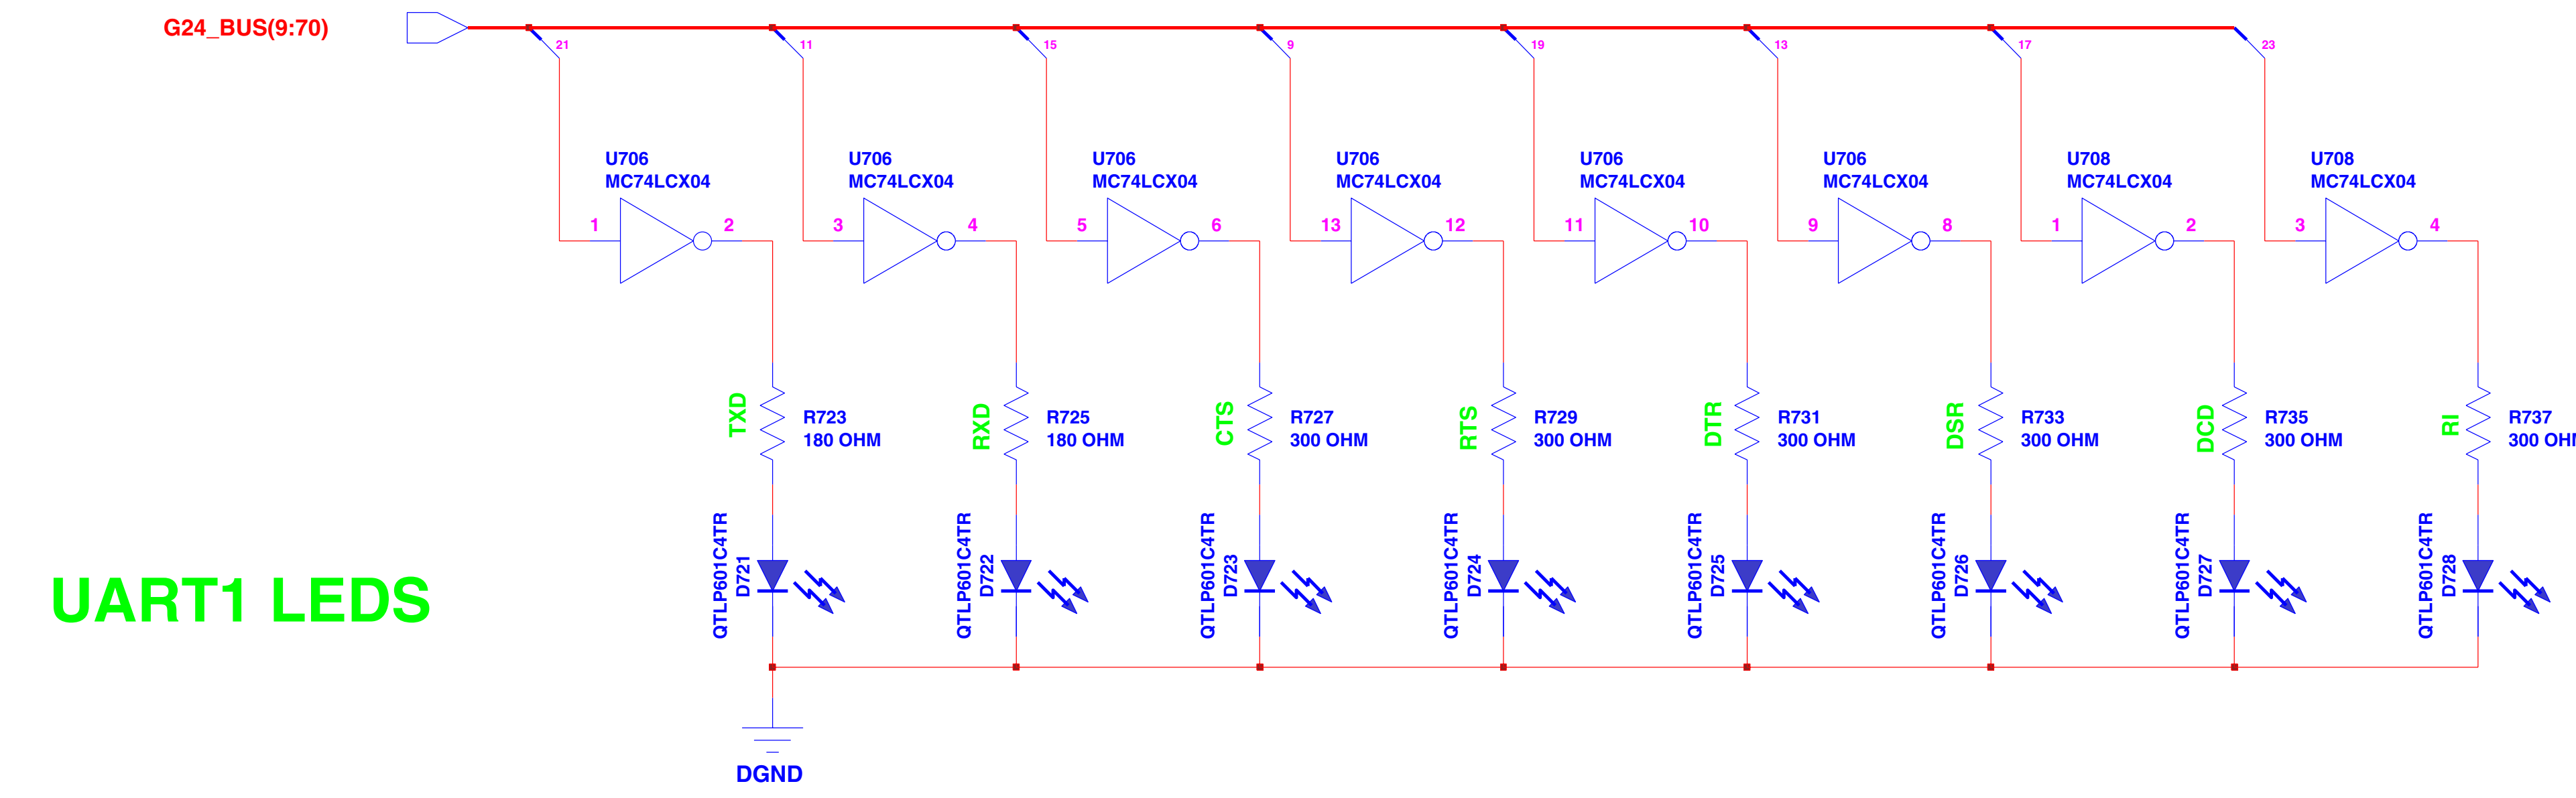 G24_BUS(9:70)
21
11
15
9
19
13
17
23
U706
MC74LCX04
U706
MC74LCX04
U706
MC74LCX04
U706
MC74LCX04
U706
MC74LCX04
U706
MC74LCX04
U708
MC74LCX04
U708
MC74LCX04
1 2
3 4
5 6
13 12
11 10
9 8
1 2
3 4
TXD
R723
180 OHM
RXD
R725
180 OHM
CTS
R727
300 OHM
RTS
R729
300 OHM
DTR
R731
300 OHM
DSR
R733
300 OHM
DCD
R735
300 OHM
RI
R737
300 OH
QTLP601C4TR
D721
QTLP601C4TR
D722
QTLP601C4TR
D723
QTLP601C4TR
D724
QTLP601C4TR
D725
QTLP601C4TR
D726
QTLP601C4TR
D727
QTLP601C4TR
D728
UART1 LEDS
DGND